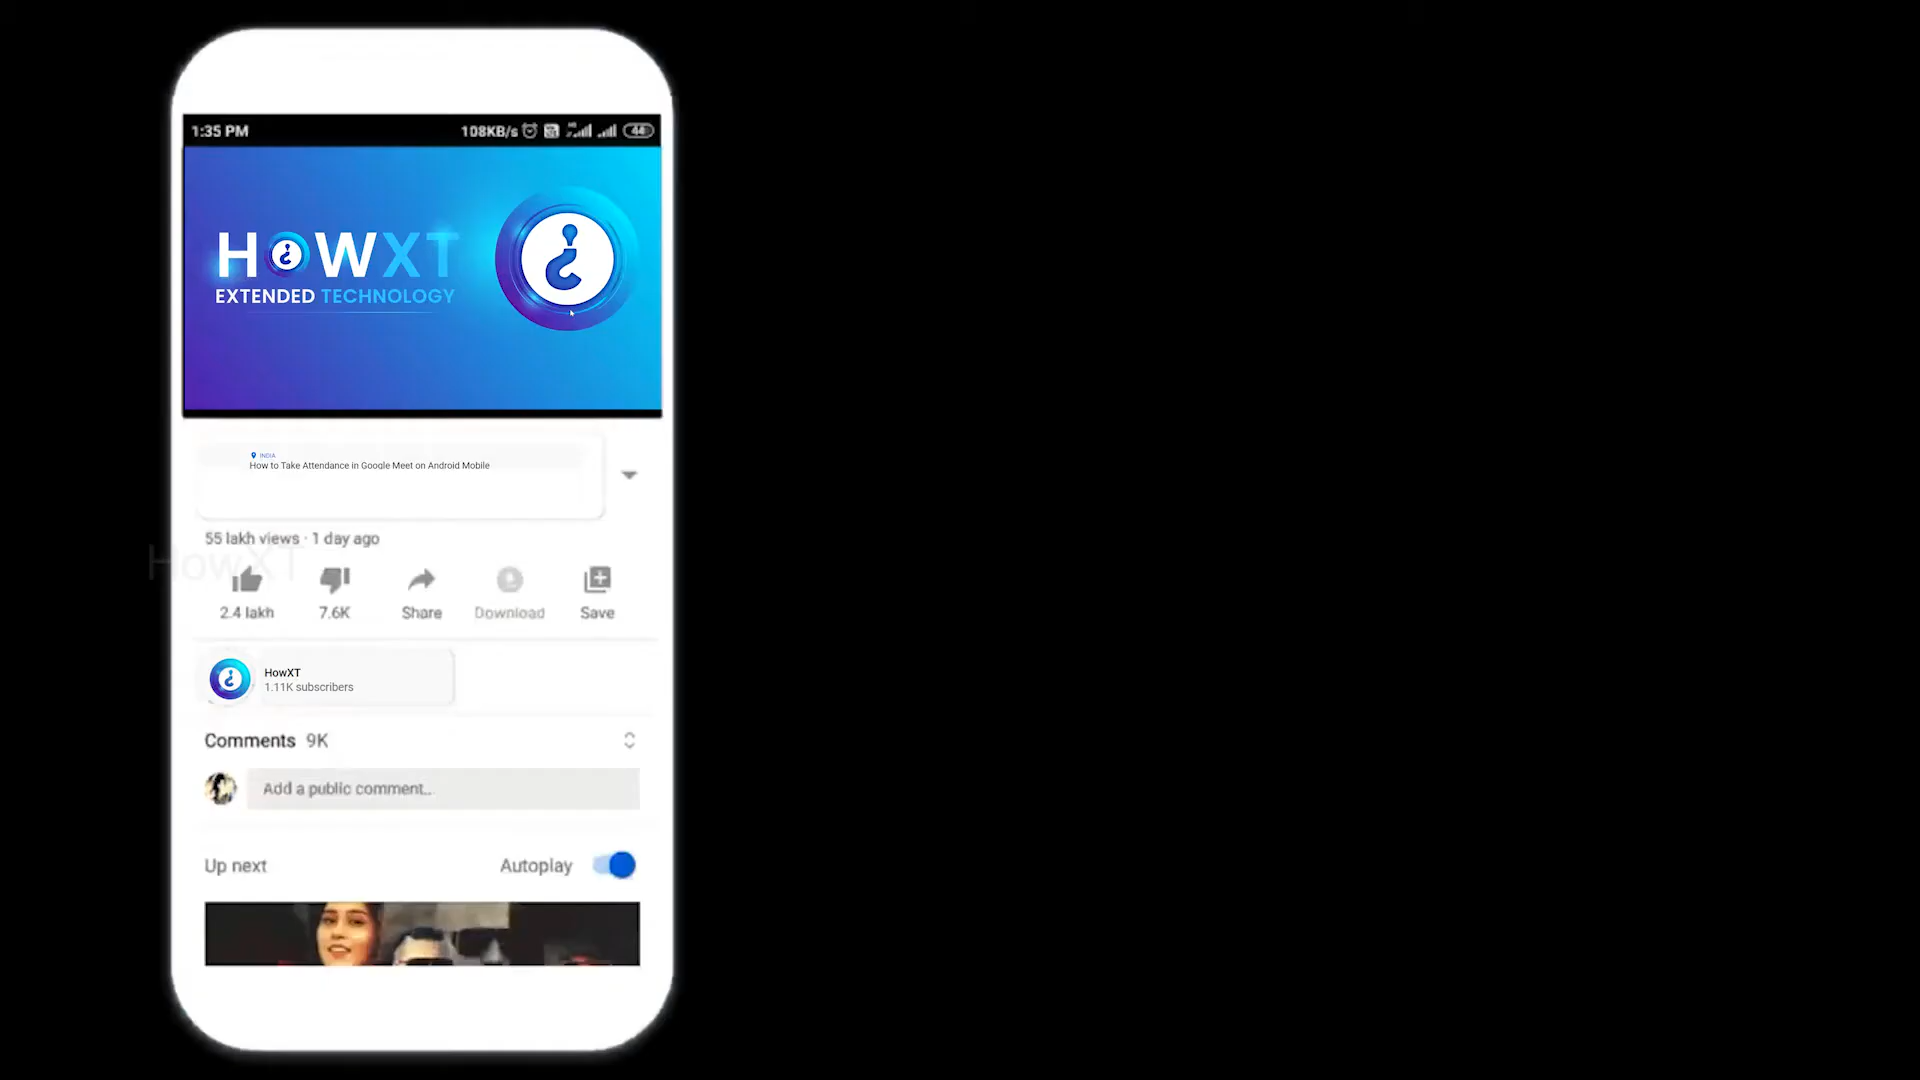 1:35 PM 108KB/s 44
HOWXT
EXTENDED TECHNOLOGY
INDIA
How to Take Attendance in Google Meet on Android Mobile
55 lakh views · 1 day ago
HowXT
2.4 lakh 7.6K Share Download Save
HowXT
1.11K subscribers
Comments 9K
Add a public comment...
Up next Autoplay